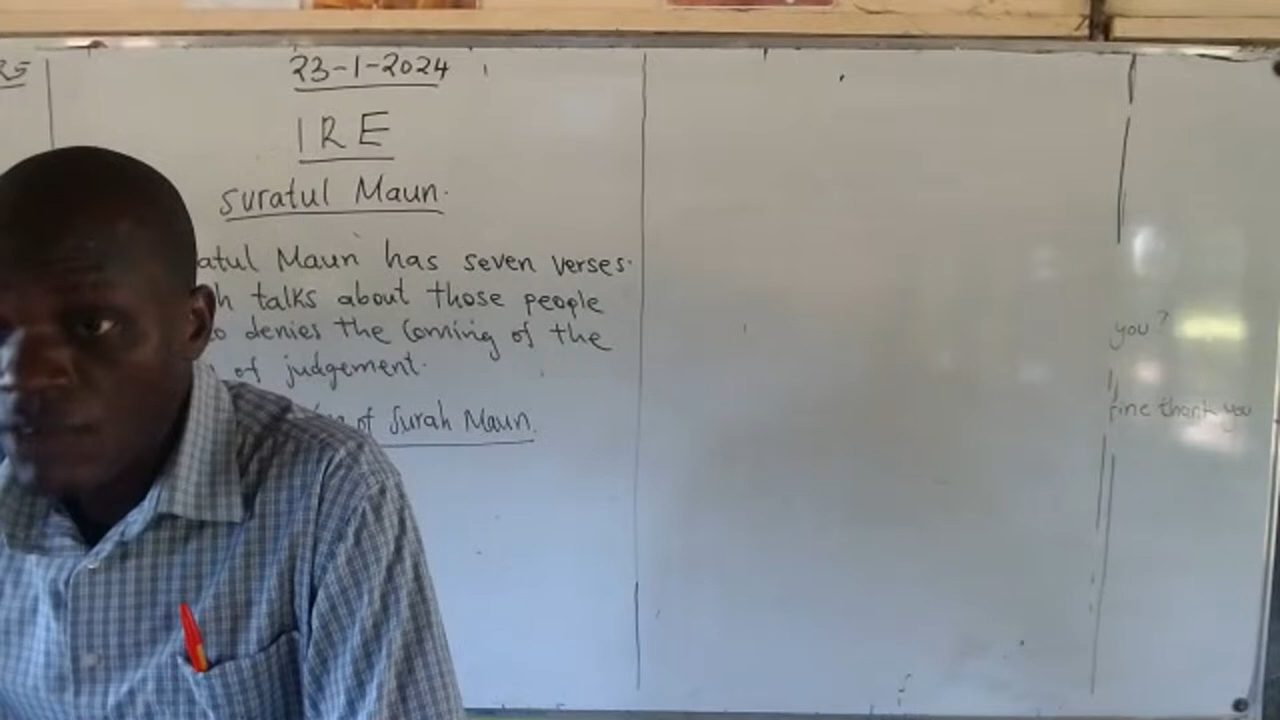 RS
23-1-2024
IRE
Suratul Maun.
atul Maun has seven verses.
h talks about those people
o denies the Coming of the
of judgement.
of Surah Maun.
you?
fine thank you